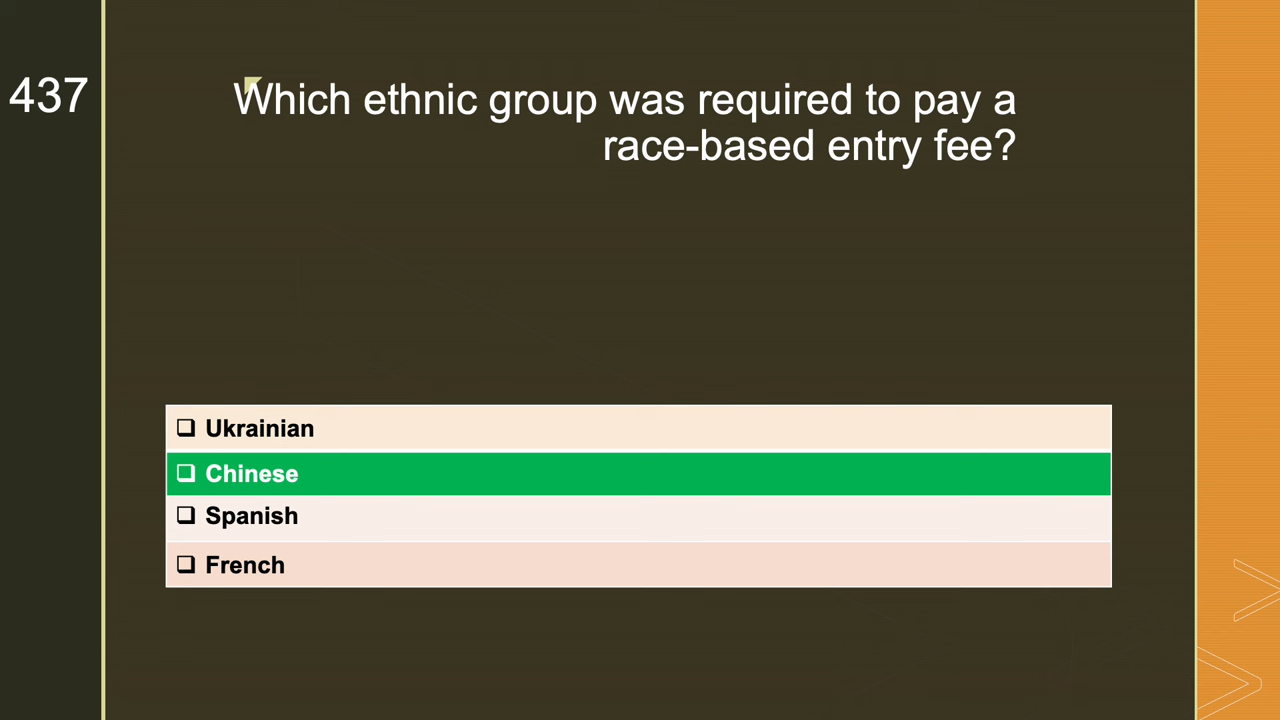 437
Which ethnic group was required to pay a
race-based entry fee?
❑ Ukrainian
❑ Chinese
❑ Spanish
❑ French